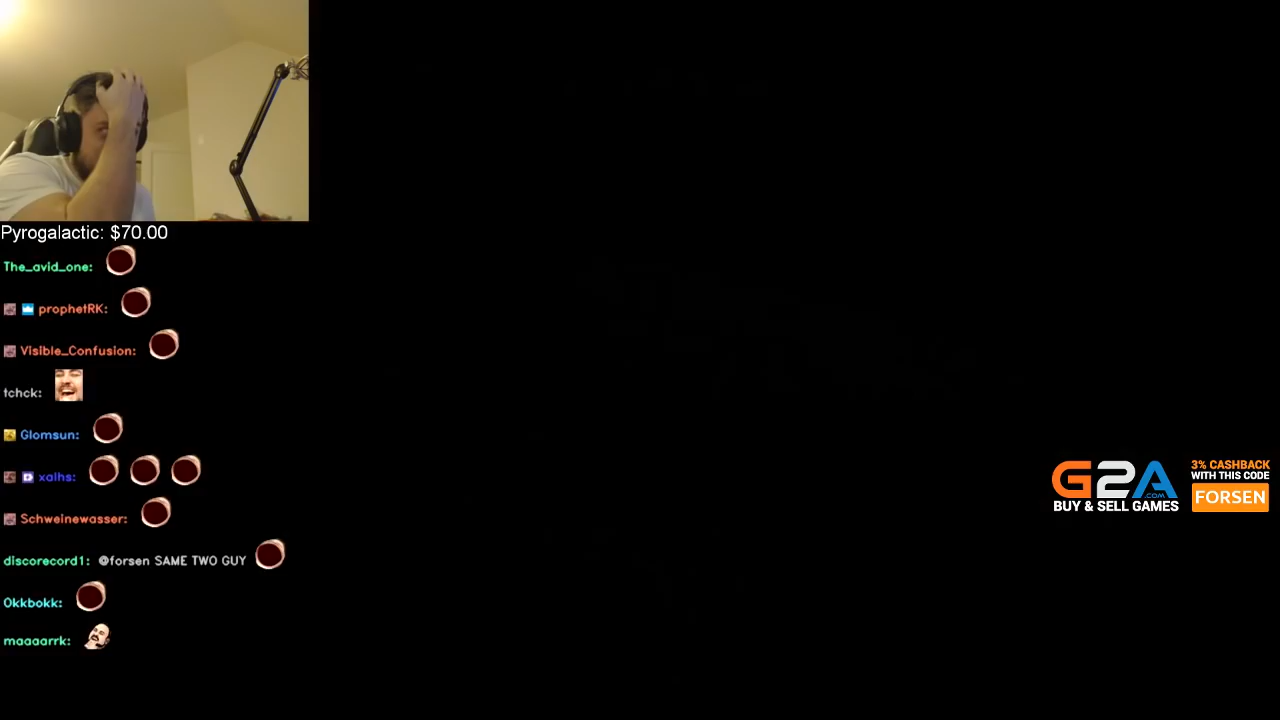 Pyrogalactic: $70.00
The_avid_one:
prophetRK:
Visible_Confusion:
tchck:
Glomsun:
xalhs:
Schweinewasser:
discorecord1: @forsen SAME TWO GUY
Okkbokk:
maaaarrk:
G2A
.COM
BUY & SELL GAMES
3% CASHBACK
WITH THIS CODE
FORSEN